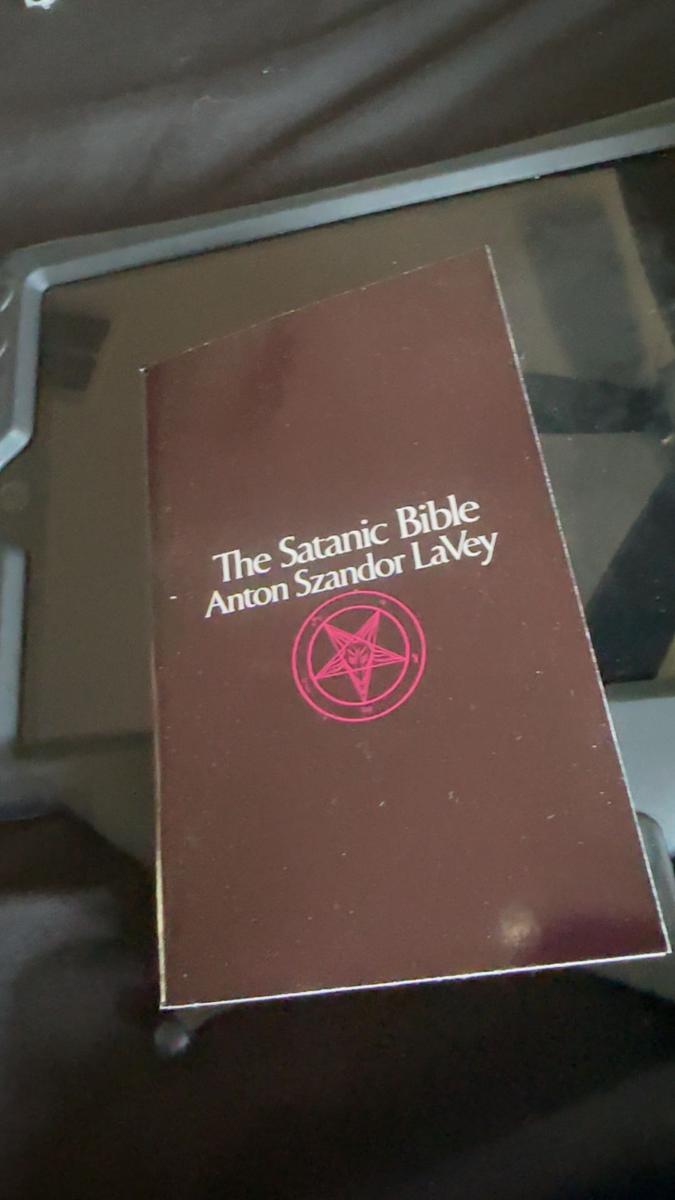 The Satanic Bible
Anton Szandor LaVey